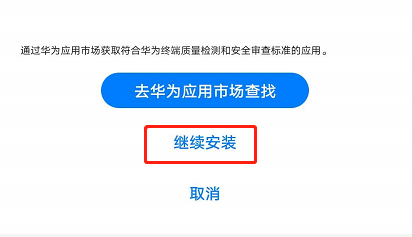 通过华为应用市场获取符合华为终端质量检测和安全审查标准的应用。
去华为应用市场查找
继续安装
取消